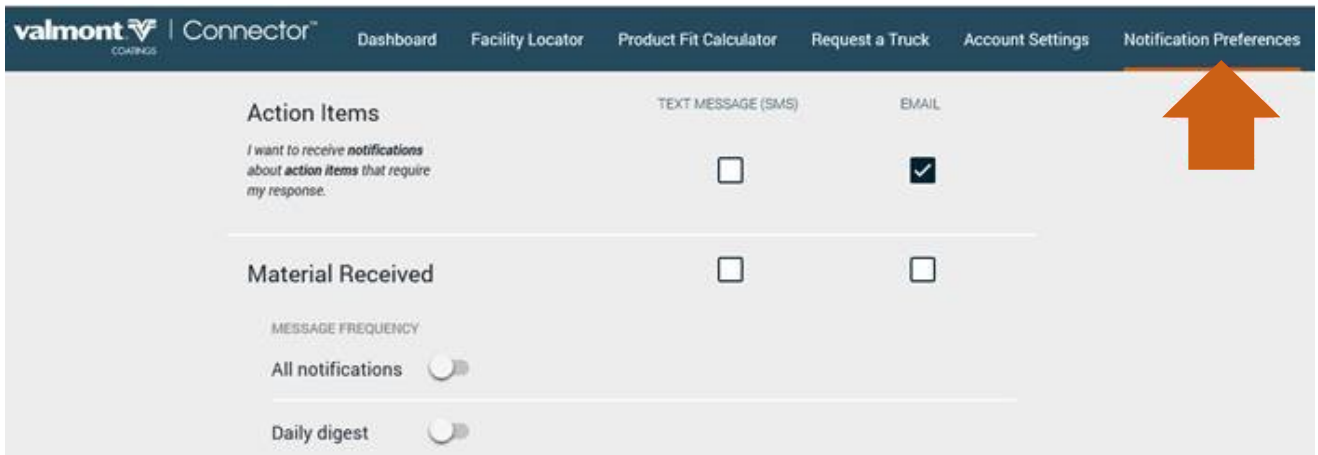 valmont | Connector™ Dashboard Facility Locator Product Fit Calculator Request a Truck Account Settings Notification Preferences
COATINGS
Action Items TEXT MESSAGE (SMS) EMAIL
I want to receive notifications
about action items that require
my response.
Material Received
MESSAGE FREQUENCY
All notifications
Daily digest